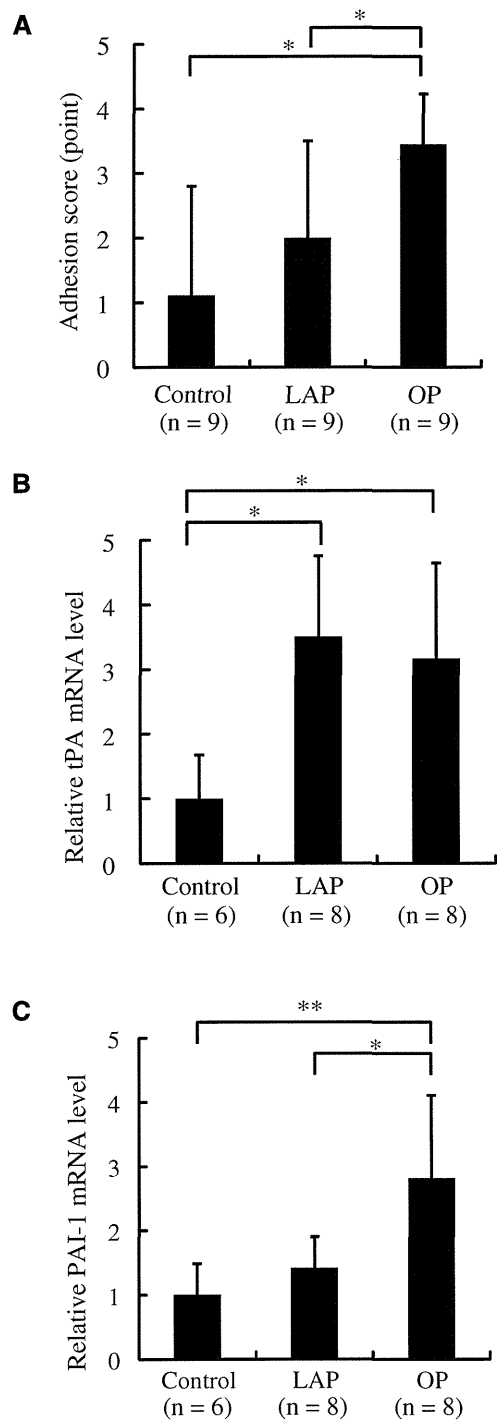 A
*
*
5
4
3
2
1
0
Adhesion score (point)
Control LAP OP
(n = 9) (n = 9) (n = 9)
B
*
*
5
4
3
2
1
0
Relative tPA mRNA level
Control LAP OP
(n = 6) (n = 8) (n = 8)
C
**
*
5
4
3
2
1
0
Relative PAI-1 mRNA level
Control LAP OP
(n = 6) (n = 8) (n = 8)